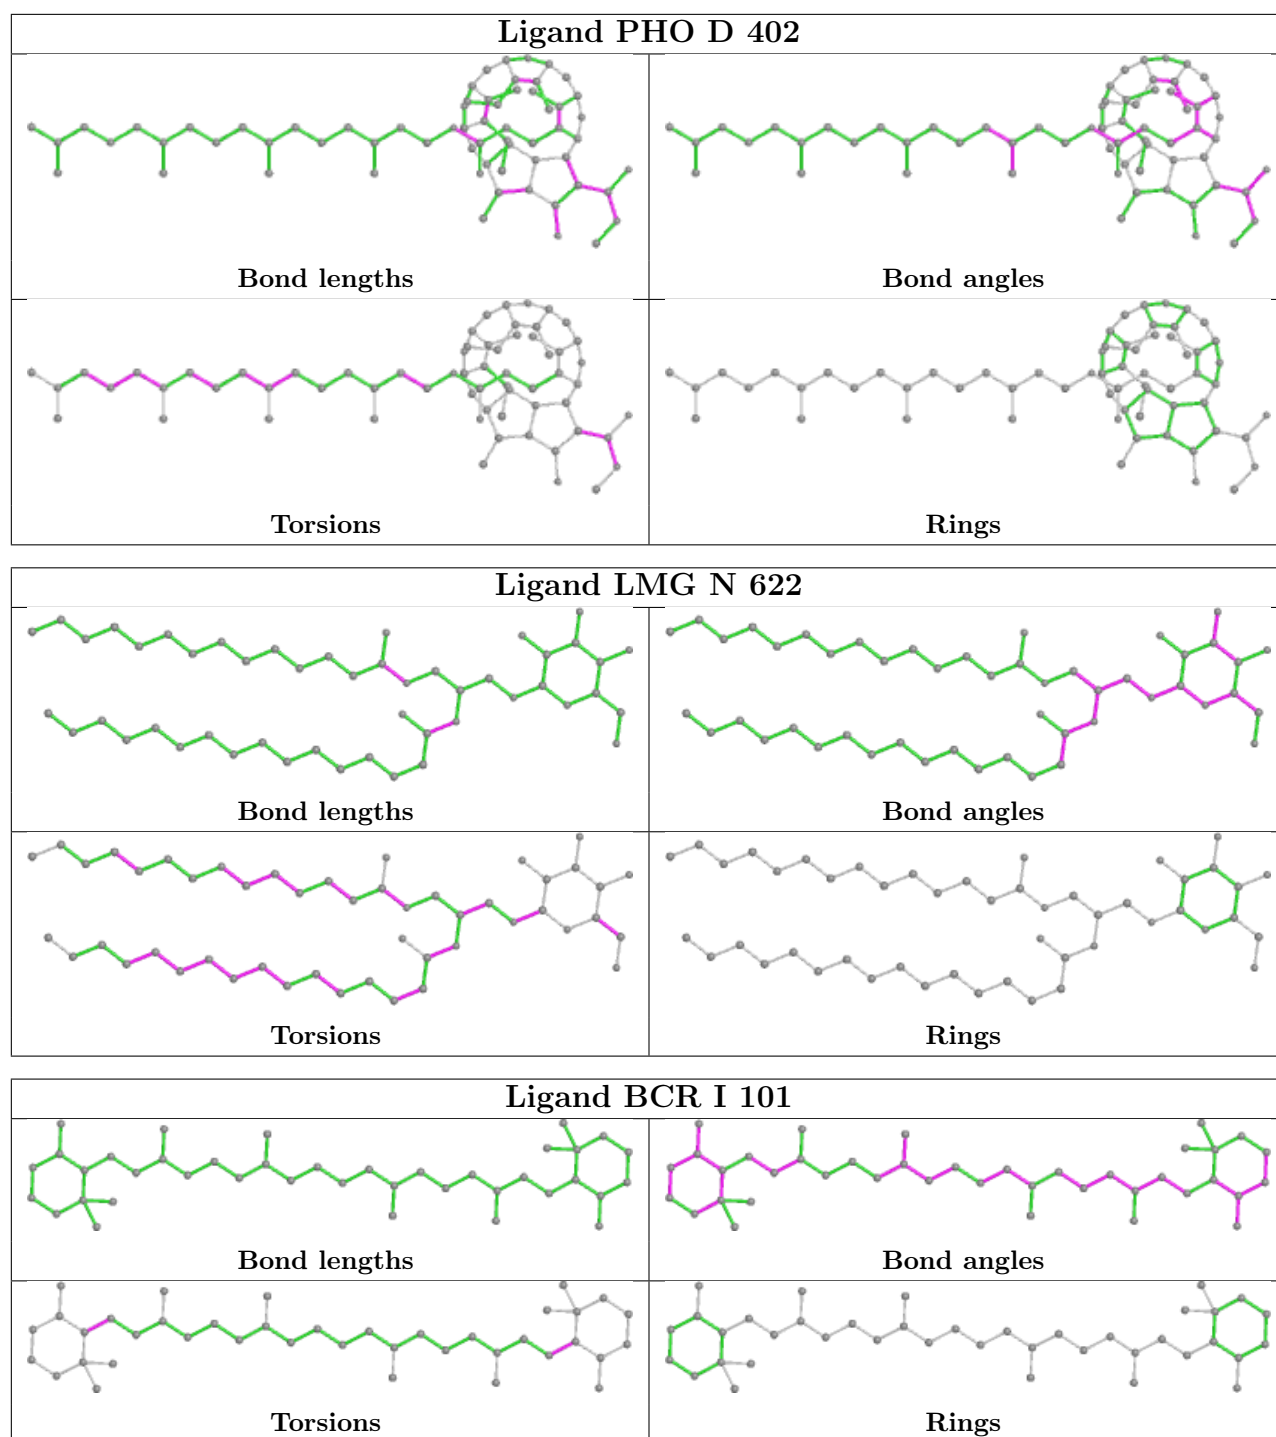 Ligand PHO D 402
Bond lengths
Bond angles
Torsions
Rings
Ligand LMG N 622
Bond lengths
Bond angles
Torsions
Rings
Ligand BCR I 101
Bond lengths
Bond angles
Torsions
Rings